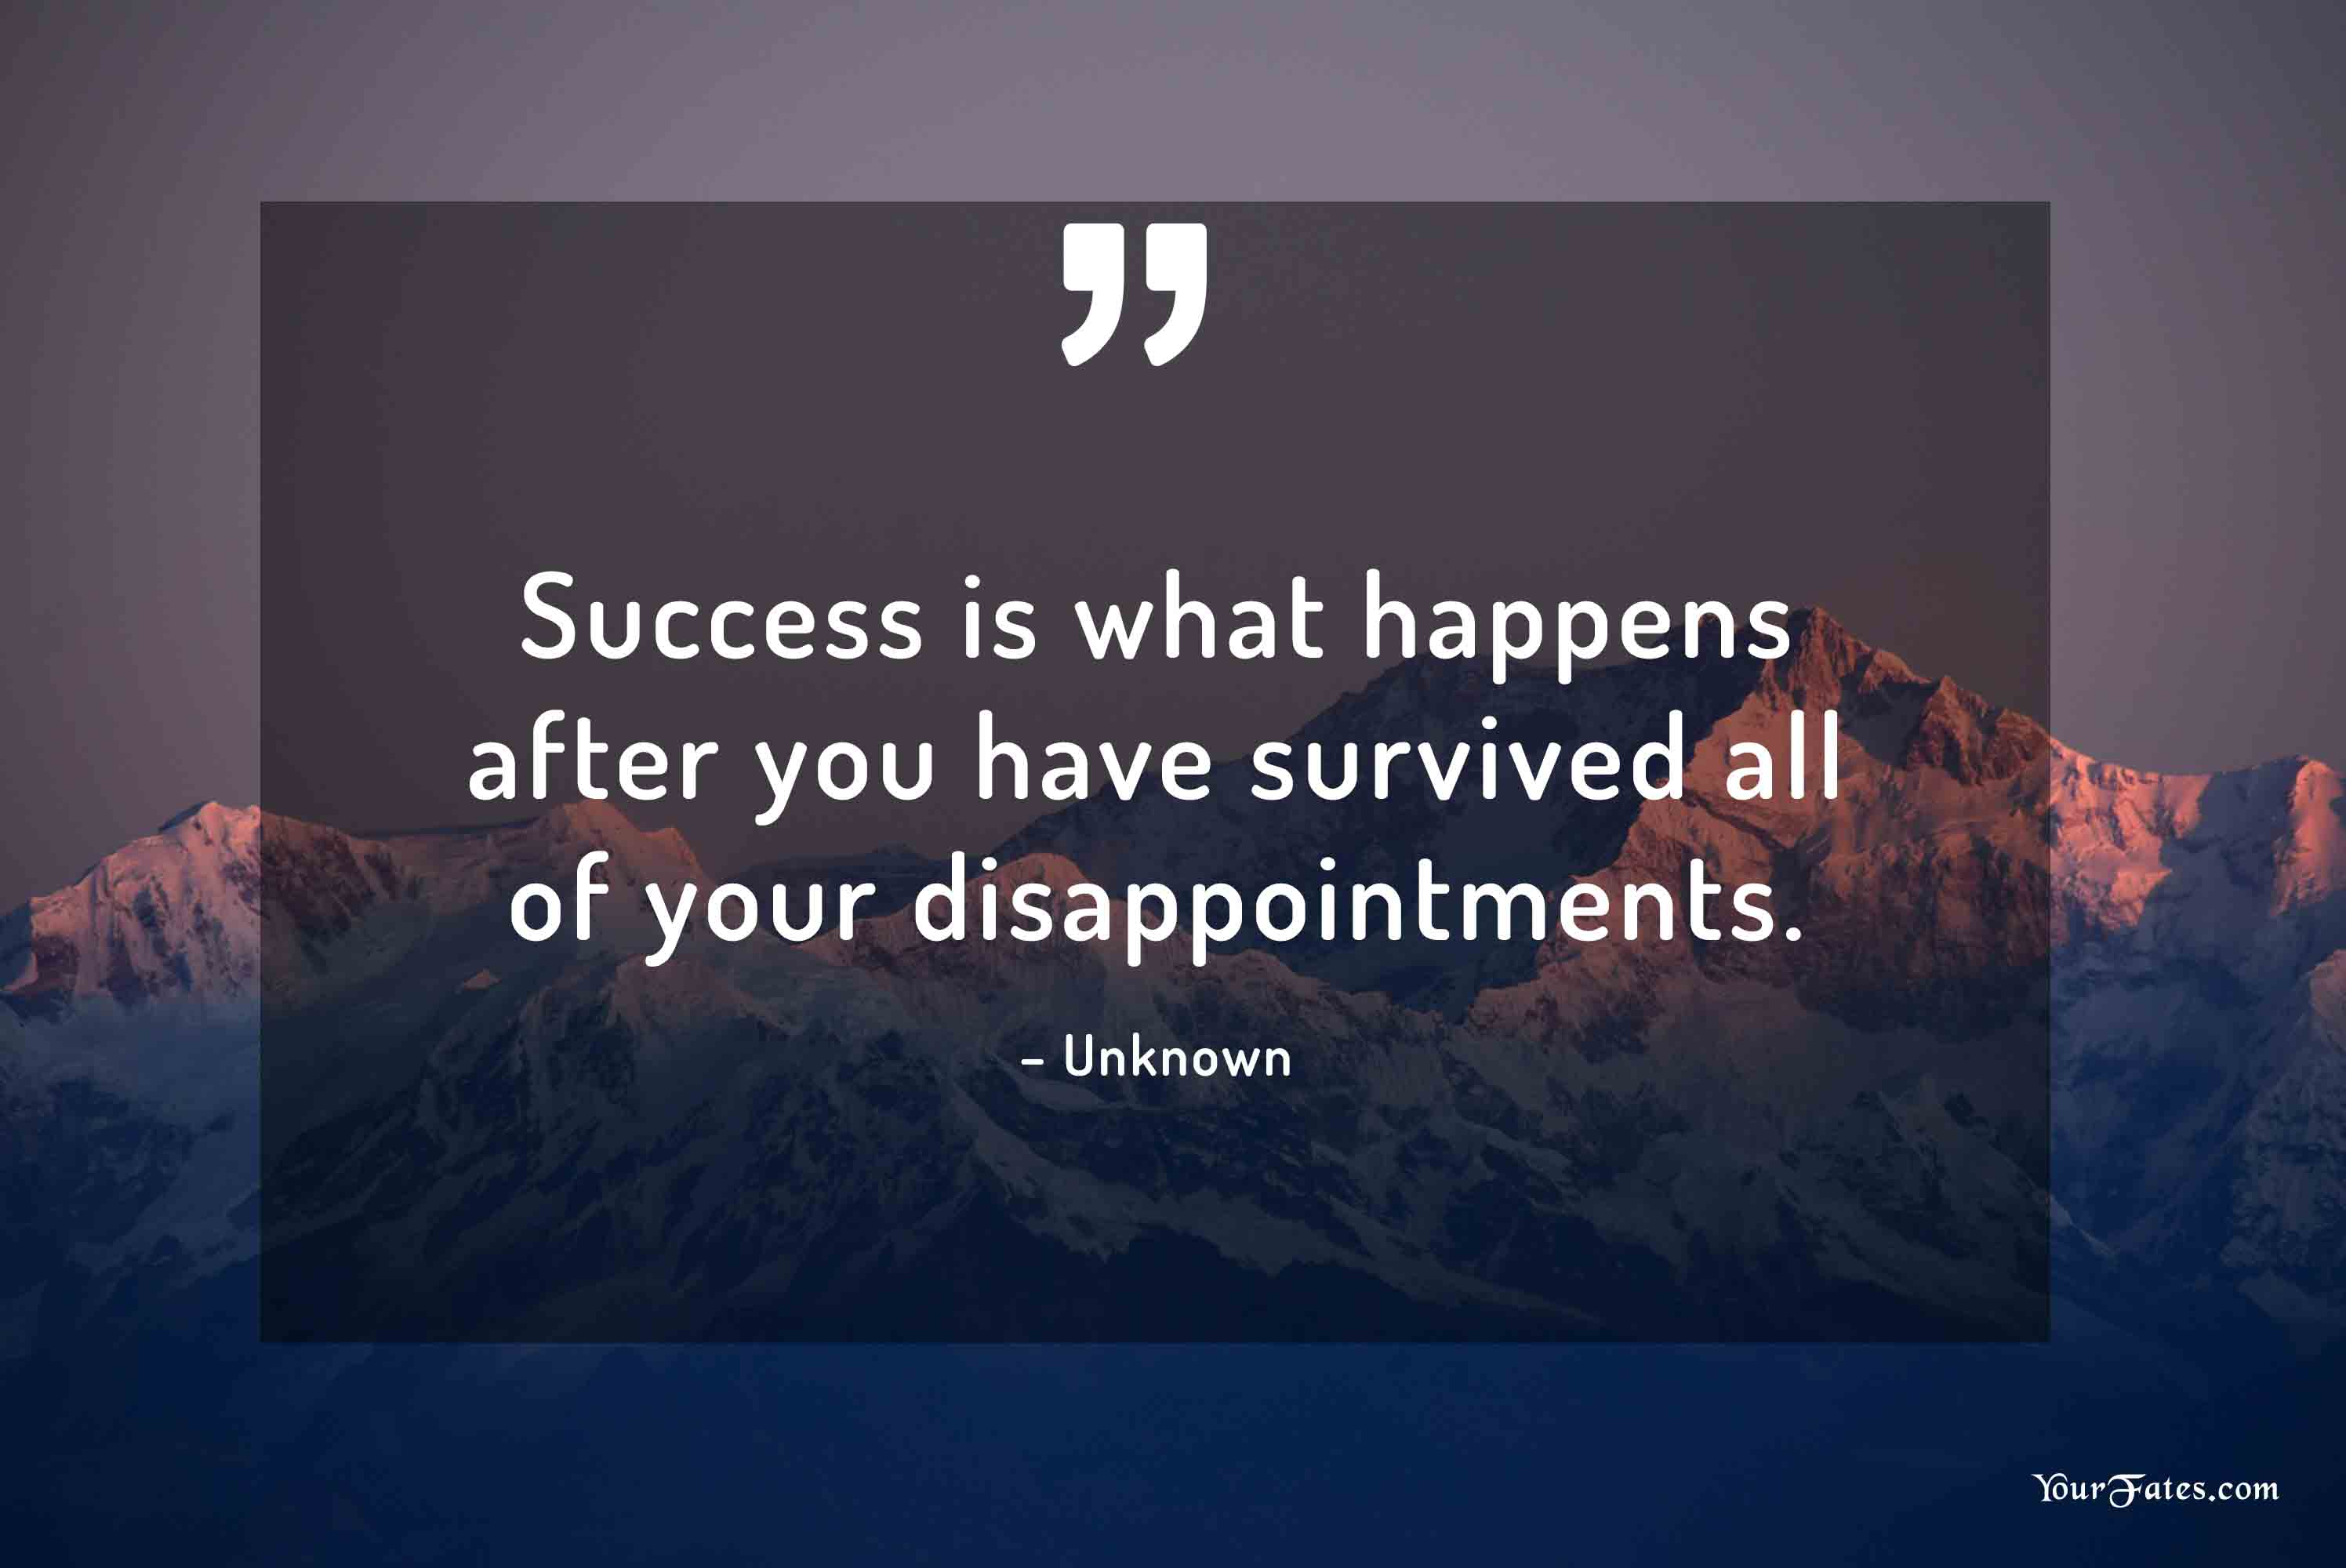 ”
Success is what happens
after you have survived all
of your disappointments.
– Unknown
YourFates.com